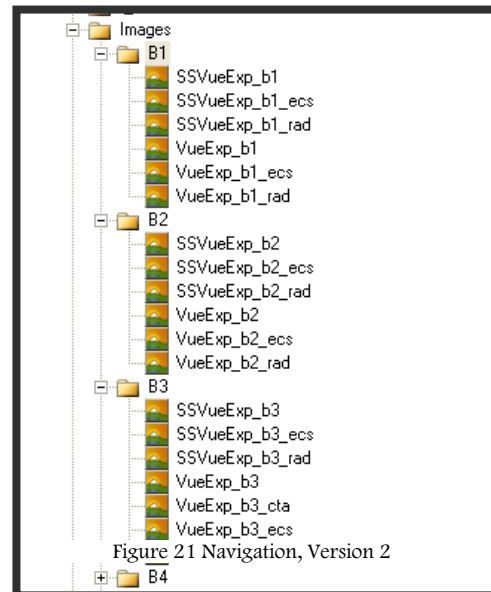 Images
B1
SSVueExp_b1
SSVueExp_b1_ecs
SSVueExp_b1_rad
VueExp_b1
VueExp_b1_ecs
VueExp_b1_rad
B2
SSVueExp_b2
SSVueExp_b2_ecs
SSVueExp_b2_rad
VueExp_b2
VueExp_b2_ecs
VueExp_b2_rad
B3
SSVueExp_b3
SSVueExp_b3_ecs
SSVueExp_b3_rad
VueExp_b3
VueExp_b3_cta
VueExp_b3_ecs
Figure 21 Navigation, Version 2
B4